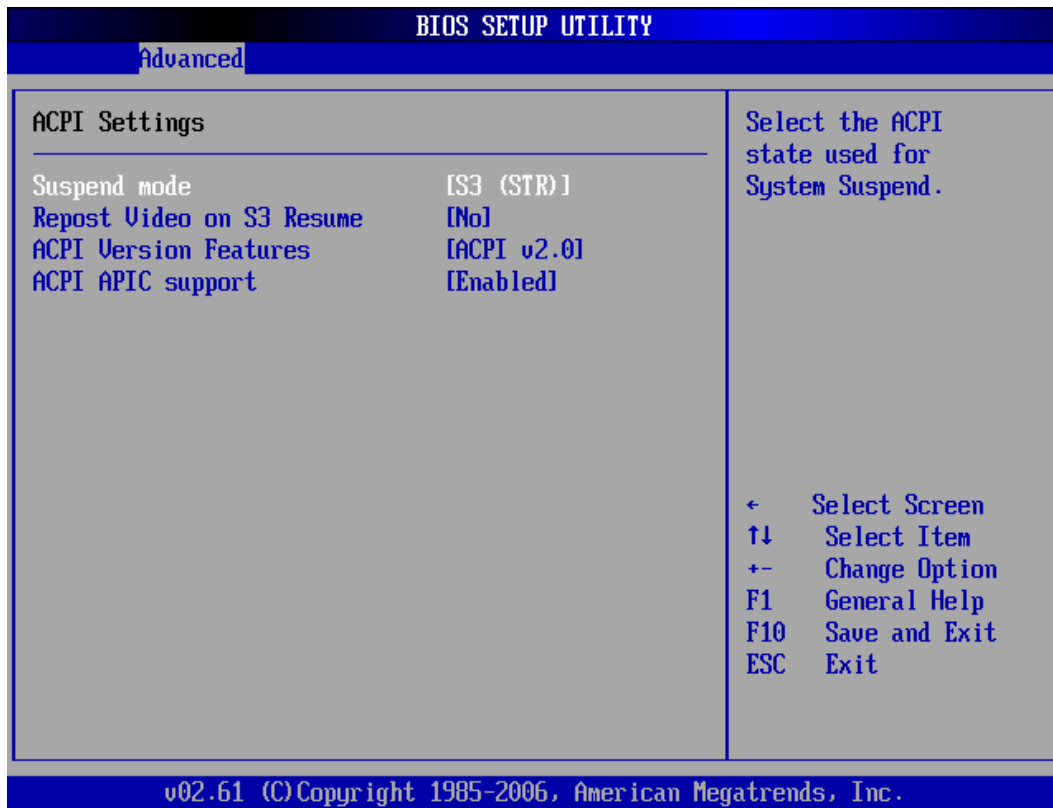 BIOS SETUP UTILITY
Advanced
ACPI Settings
Suspend mode [S3 (STR)]
Repost Video on S3 Resume [No]
ACPI Version Features [ACPI v2.0]
ACPI APIC support [Enabled]
Select the ACPI
state used for
System Suspend.
← Select Screen
↑↓ Select Item
+- Change Option
F1 General Help
F10 Save and Exit
ESC Exit
v02.61 (C)Copyright 1985-2006, American Megatrends, Inc.